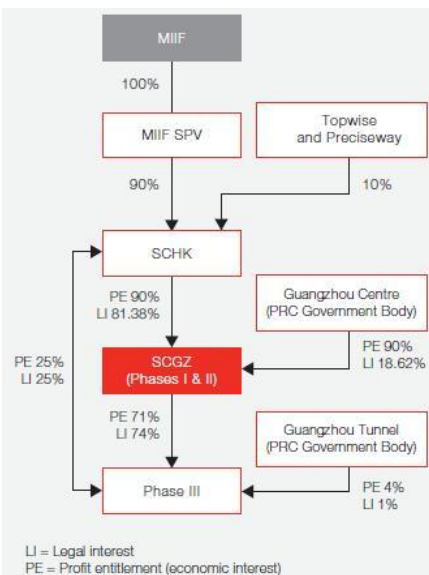 MIIF
100%
MIIF SPV
Topwise
and Preciseway
90%
10%
SCHK
PE 90%
LI 81.38%
Guangzhou Centre
(PRC Government Body)
PE 25%
LI 25%
SCGZ
(Phases I & II)
PE 90%
LI 18.62%
PE 71%
LI 74%
Guangzhou Tunnel
(PRC Government Body)
Phase III
PE 4%
LI 1%
LI = Legal interest
PE = Profit entitlement (economic interest)